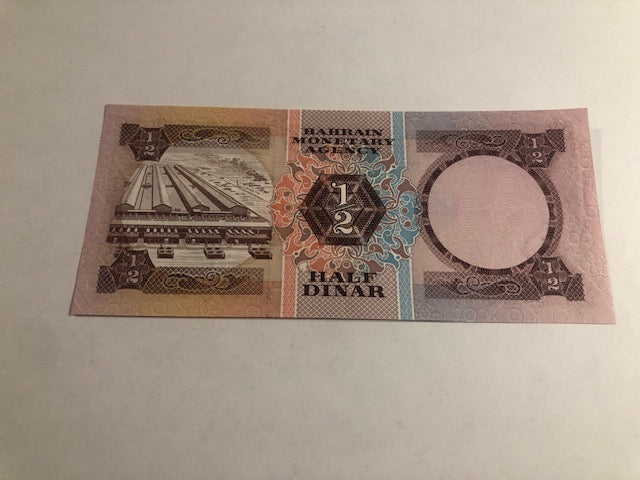 1/2
BAHRAIN
MONETARY
AGENCY
1/2
1/2
1/2
HALF
DINAR
1/2